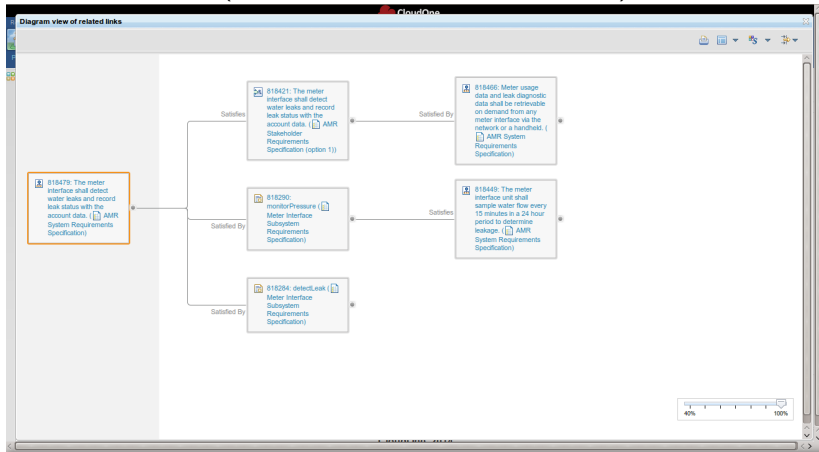 CloudOne
Diagram view of related links
818421: The meter
interface shall detect
water leaks and record
leak status with the
account data. ( AMR
Stakeholder
Requirements
Specification (option 1))
Satisfies
818466: Meter usage
data and leak diagnostic
data shall be retrievable
on demand from any
meter interface via the
network or a handheld. (
AMR System
Requirements
Specification)
Satisfied By
818479: The meter
interface shall detect
water leaks and record
leak status with the
account data. ( AMR
System Requirements
Specification)
818290:
monitorPressure (
Meter Interface
Subsystem
Requirements
Specification)
Satisfied By
818449: The meter
interface unit shall
sample water flow every
15 minutes in a 24 hour
period to determine
leakage. ( AMR
System Requirements
Specification)
Satisfies
818284: detectLeak (
Meter Interface
Subsystem
Requirements
Specification)
Satisfied By
40%
100%